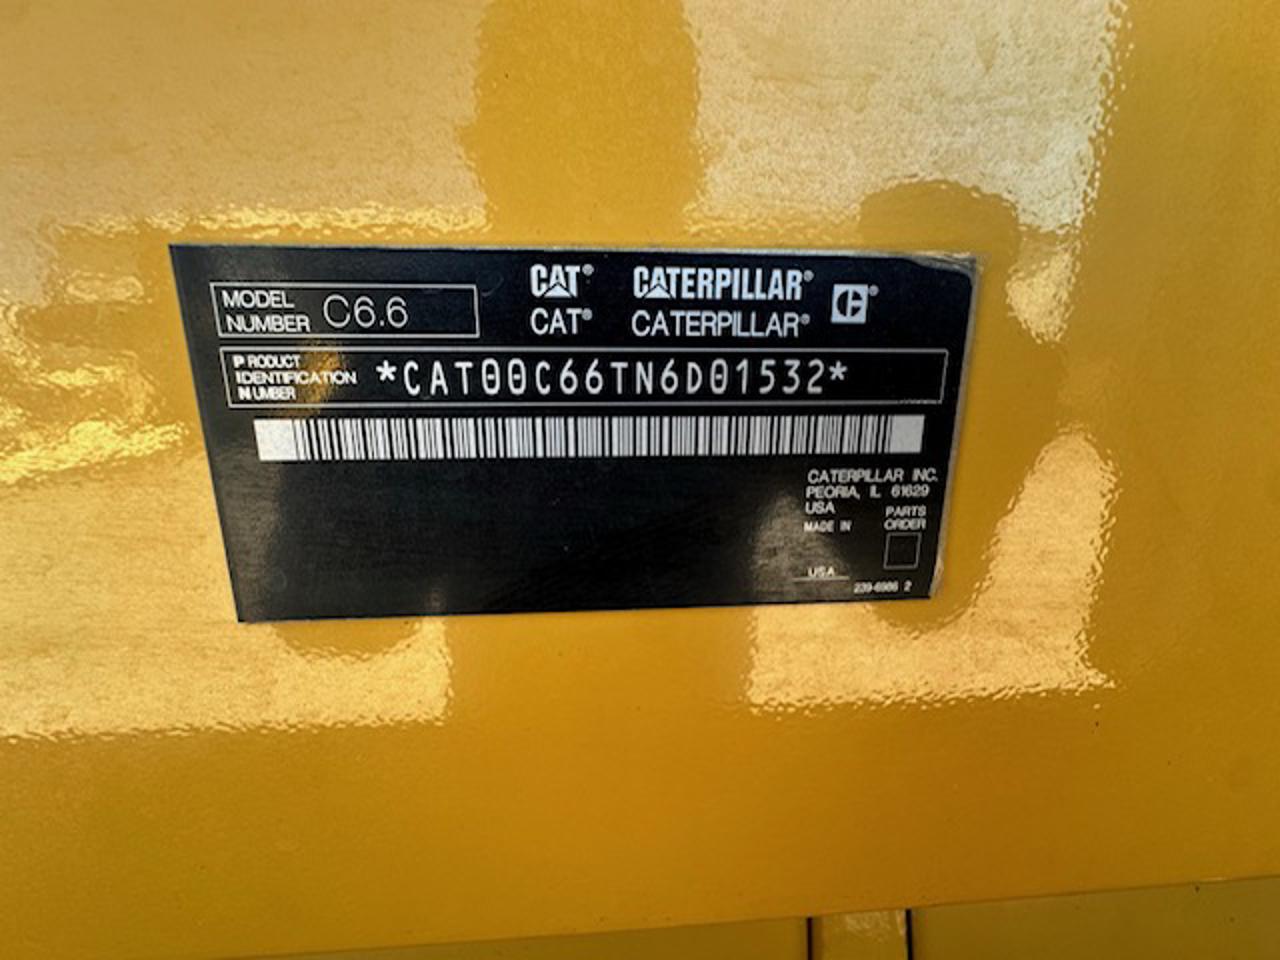 CAT® CATERPILLAR®
MODEL NUMBER C6.6
CAT® CATERPILLAR®
PRODUCT IDENTIFICATION NUMBER *CAT00C66TN6D01532*
CATERPILLAR INC.
PEORIA, IL 61629
USA
PARTS ORDER
MADE IN
USA
239-6986 2